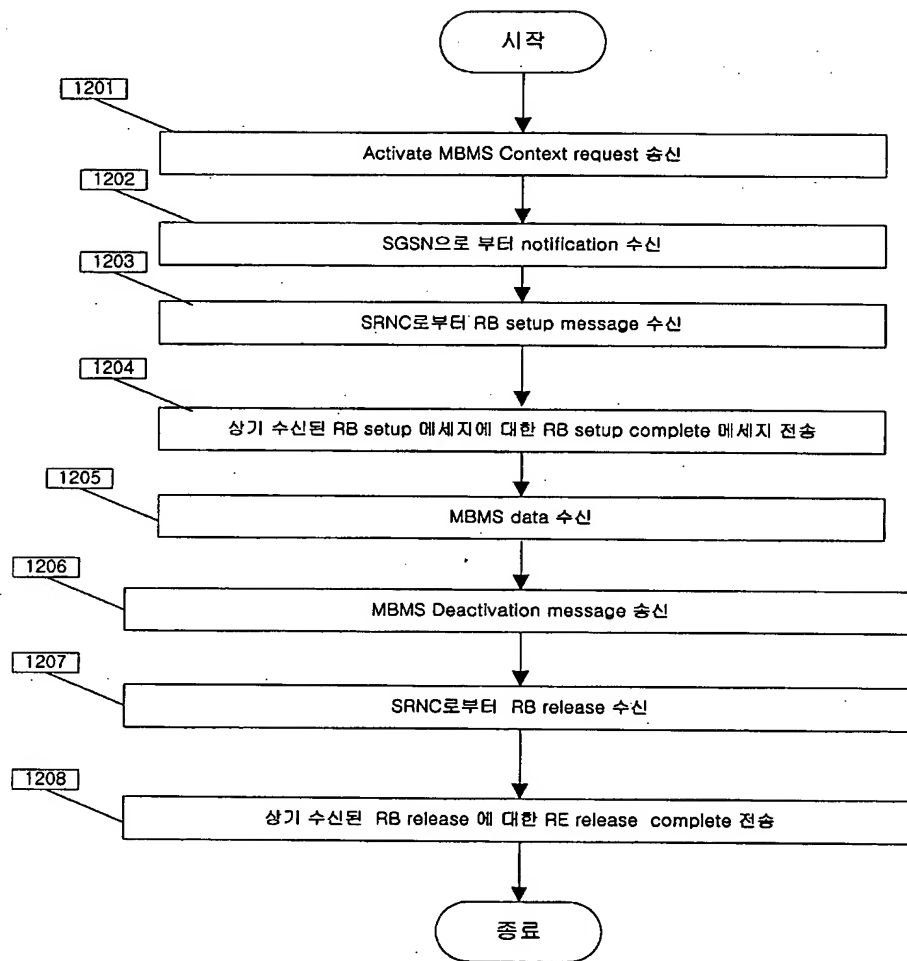 시작
1201
Activate MBMS Context request 송신
1202
SGSN으로 부터 notification 수신
1203
SRNC로부터 RB setup message 수신
1204
상기 수신된 RB setup 메세지에 대한 RB setup complete 메세지 전송
1205
MBMS data 수신
1206
MBMS Deactivation message 송신
1207
SRNC로부터 RB release 수신
1208
상기 수신된 RB release 에 대한 RE release complete 전송
종료